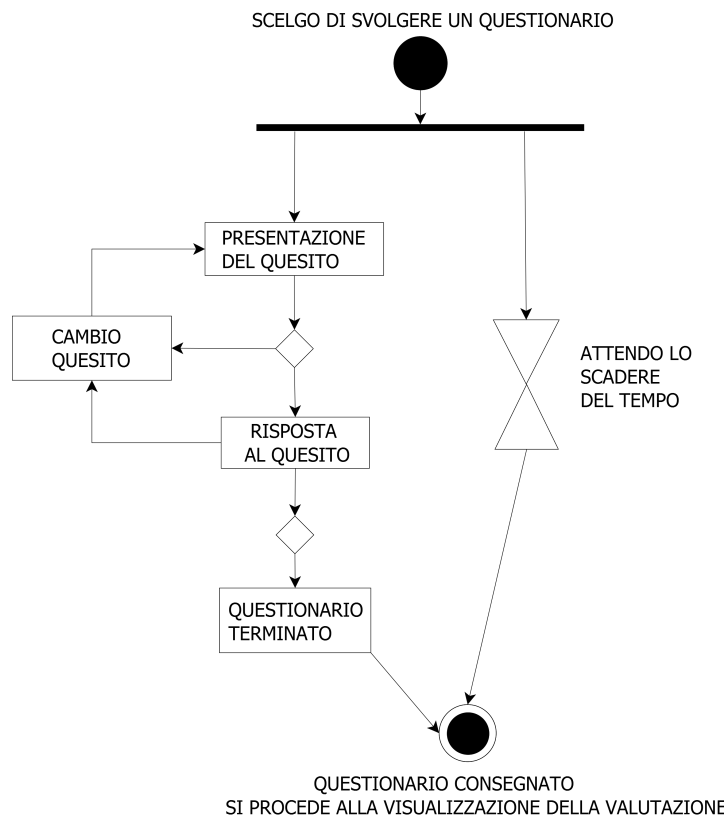 SCELGO DI SVOLGERE UN QUESTIONARIO
PRESENTAZIONE
DEL QUESITO
CAMBIO
QUESITO
ATTENDO LO
SCADERE
DEL TEMPO
RISPOSTA
AL QUESITO
QUESTIONARIO
TERMINATO
QUESTIONARIO CONSEGNATO
SI PROCEDE ALLA VISUALIZZAZIONE DELLA VALUTAZIONE